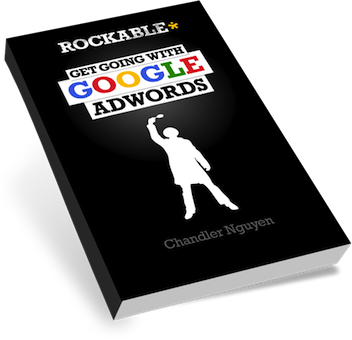 ROCKABLE*
GET GOING WITH
GOOGLE
ADWORDS
Chandler Nguyen